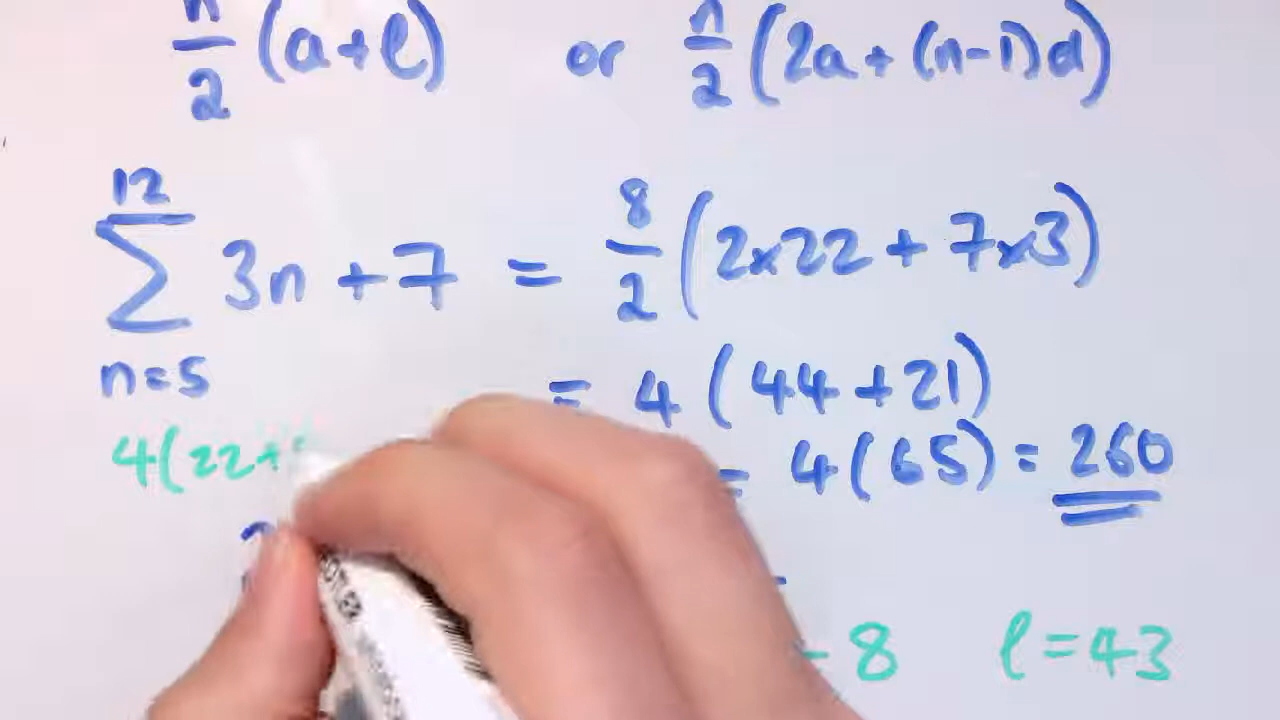 n/2 (a+l) or n/2 (2a+(n-1)d)
12
∑ 3n+7 = 8/2 (2×22+7×3)
n=5
= 4(44+21)
4(22+
= 4(65) = 260
8 l=43